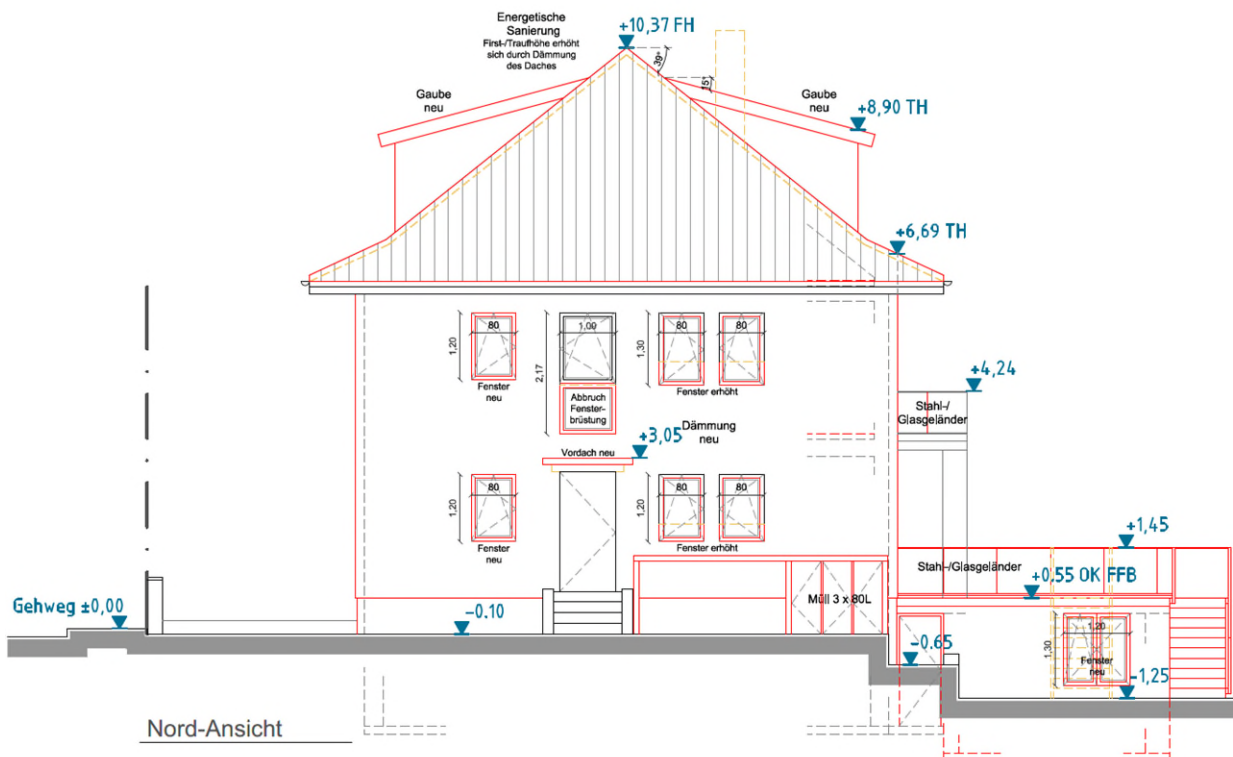 Energetische
Sanierung
First-/Traufhöhe erhöht
sich durch Dämmung
des Daches
+10,37 FH
39°
15°
Gaube
neu
Gaube
neu
+8,90 TH
+6,69 TH
80
1,20
Fenster
neu
1,00
2,17
Abbruch
Fenster-
brüstung
80
80
1,30
Fenster erhöht
Dämmung
neu
+4,24
Stahl-/
Glasgeländer
Vordach neu
+3,05
80
1,20
Fenster
neu
80
80
1,20
Fenster erhöht
+1,45
Stahl-/Glasgeländer
+0,55 OK FFB
Müll 3 x 80L
Gehweg ±0,00
-0.10
-0.65
1,20
1,30
Fenster
neu
-1,25
Nord-Ansicht